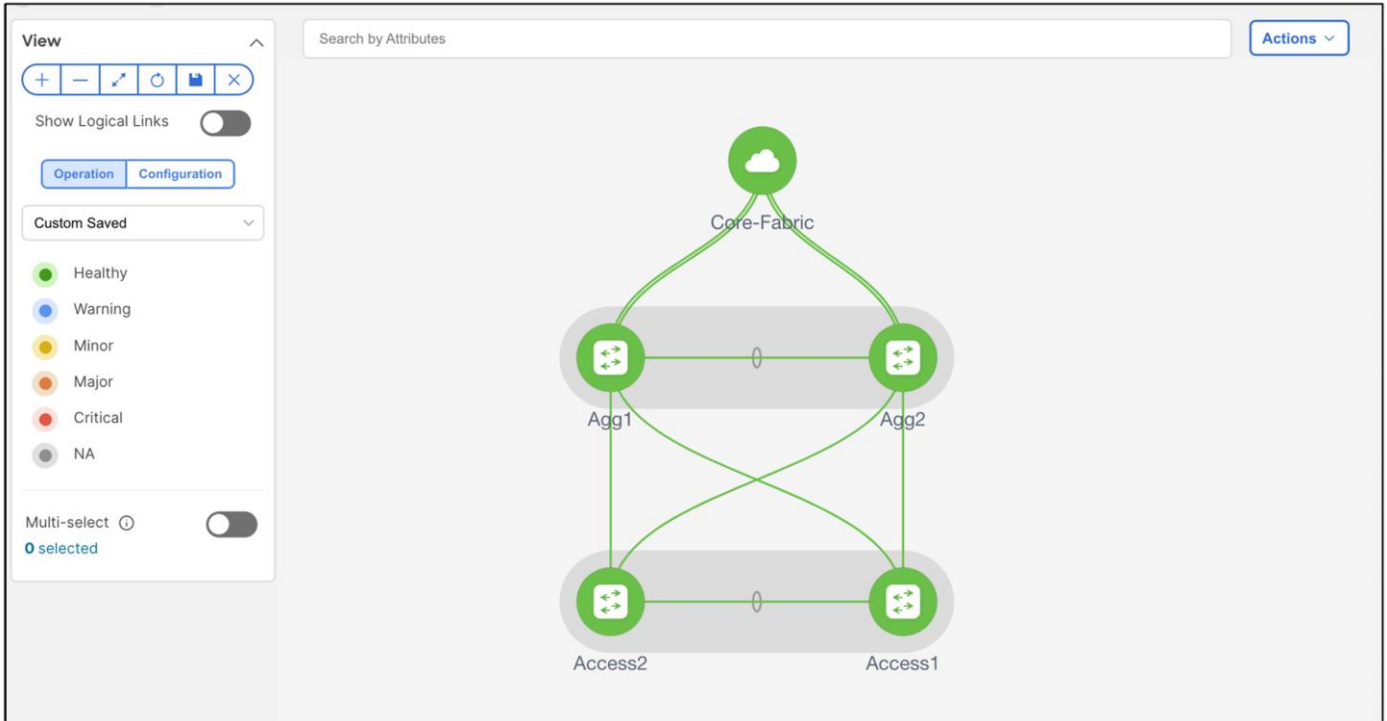 View
Search by Attributes
Actions
Show Logical Links
Operation Configuration
Custom Saved
Healthy
Warning
Minor
Major
Critical
NA
Multi-select
0 selected
Core-Fabric
Agg1 Agg2
Access2 Access1